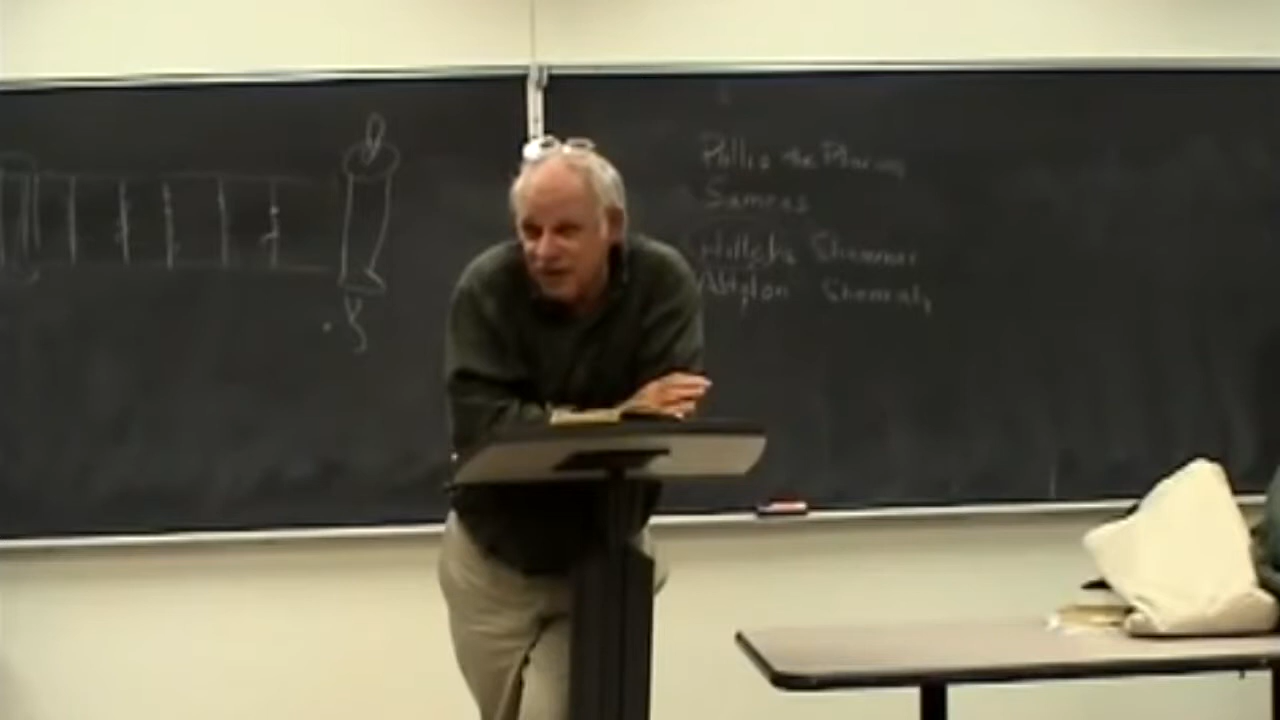 Pollio the Pharisee
Sameas
Hillel & Shammai
Abtalion Shemaiah